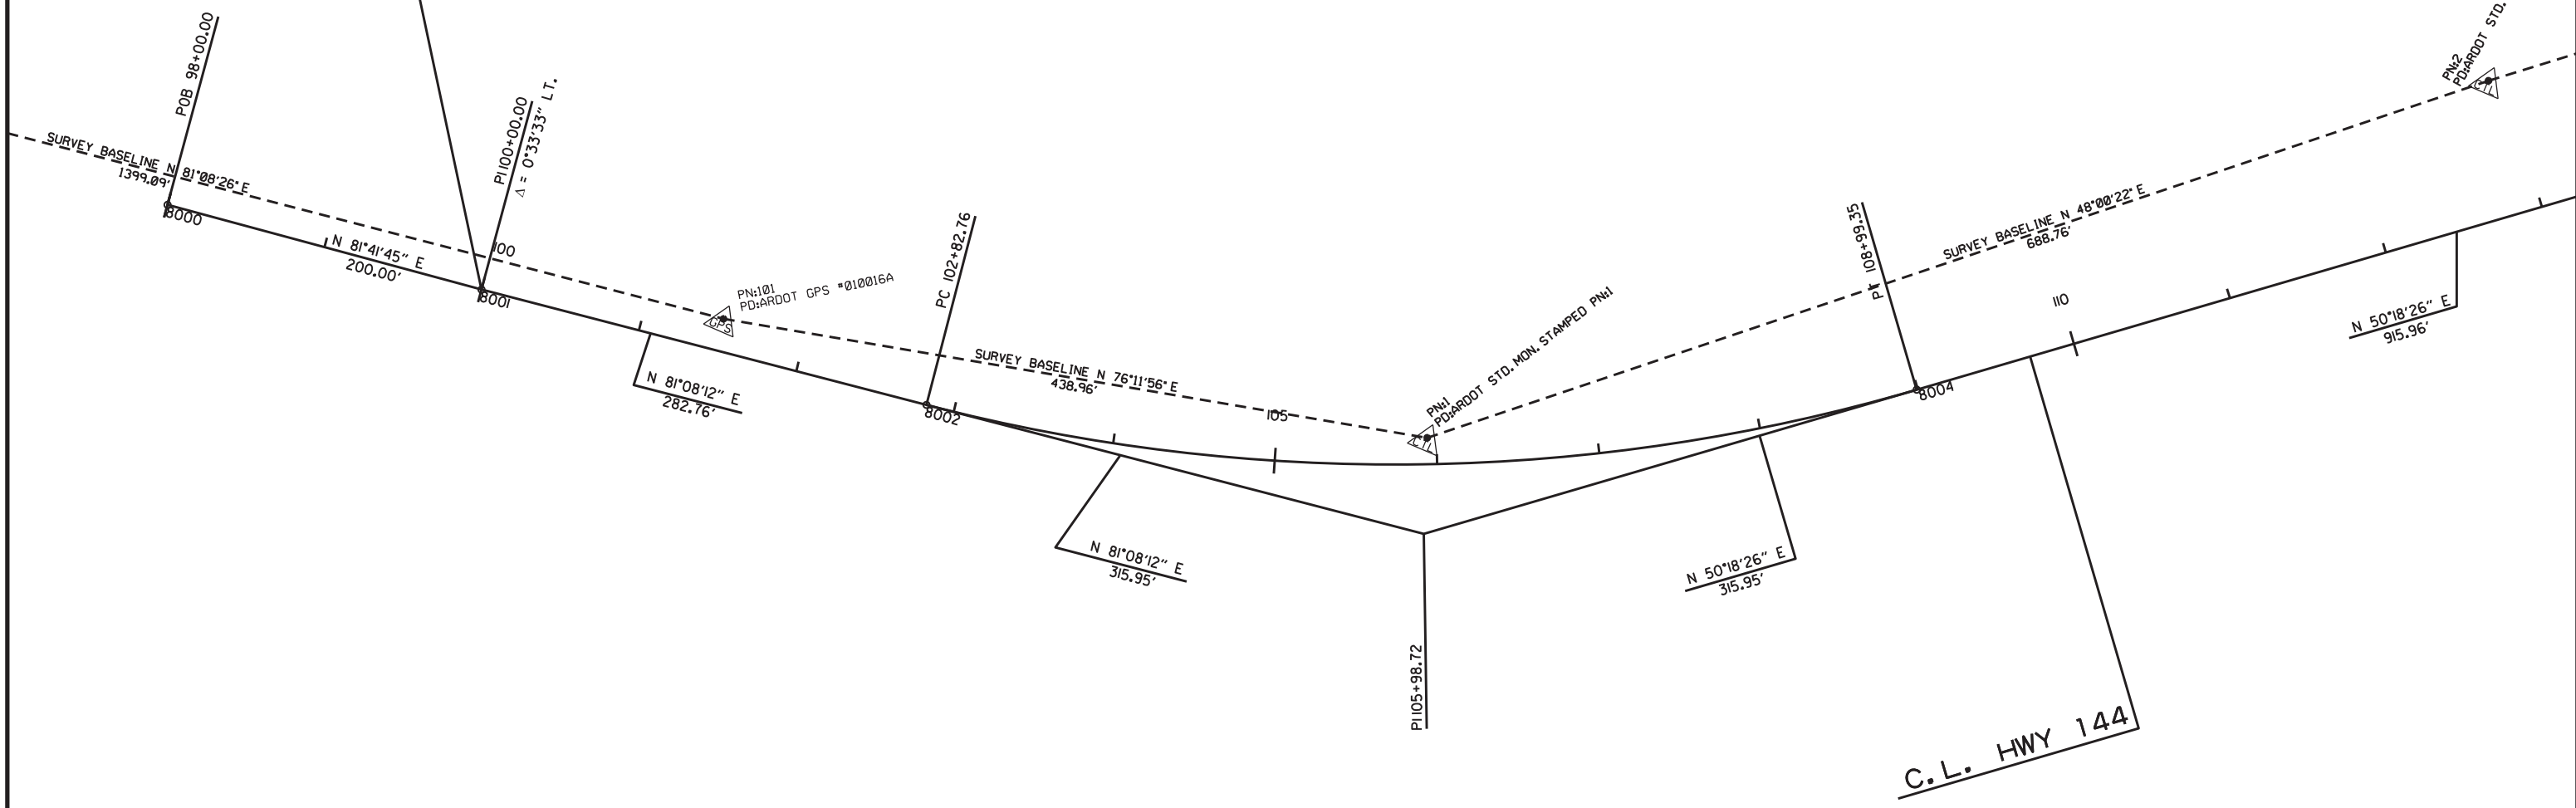 POB 98+00.00
SURVEY BASELINE N 81°08'26" E
1399.09'
8000
N 81°41'45" E
200.00'
PI 100+00.00
Δ = 0°33'33" LT.
100
8001
PN:101
PD:ARDOT GPS #010016A
GPS
N 81°08'12" E
282.76'
PC 102+82.76
8002
SURVEY BASELINE N 76°11'56" E
438.96'
105
PN:1
PD:ARDOT STD. MON. STAMPED PN:1
CTL
N 81°08'12" E
315.95'
PI 105+98.72
N 50°18'26" E
315.95'
PT 108+99.35
8004
SURVEY BASELINE N 48°00'22" E
688.76'
110
PN:2
PD:ARDOT STD.
CTL
N 50°18'26" E
915.96'
C.L. HWY 144